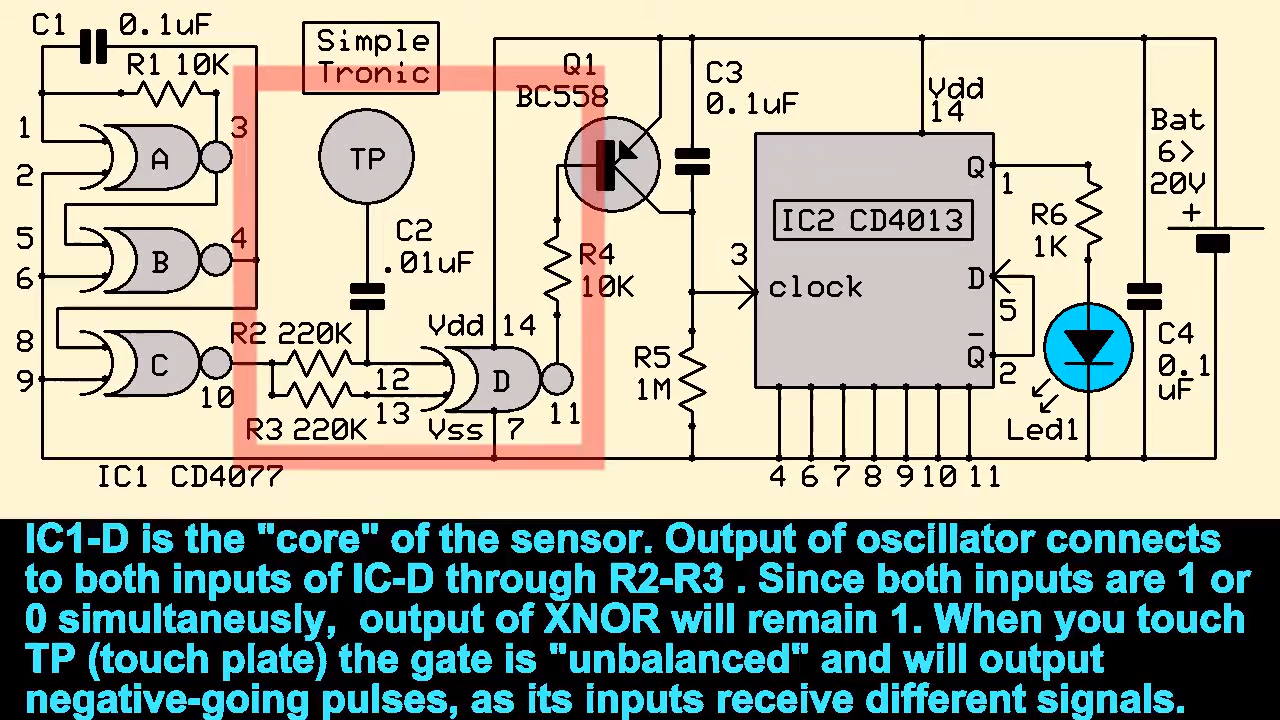 C1 0.1uF
R1 10K
1
2
A
3
5
6
B
4
8
9
C
10
IC1 CD4077
Simple
Tronic
TP
C2
.01uF
R2 220K
R3 220K
12
13
Vdd 14
D
Vss 7
11
Q1
BC558
R4
10K
C3
0.1uF
R5
1M
Vdd
14
IC2 CD4013
3
clock
Q
1
D
5
Q
2
4 6 7 8 9 10 11
R6
1K
Led1
Bat
6>
20V
+
C4
0.1
uF
IC1-D is the "core" of the sensor. Output of oscillator connects
to both inputs of IC-D through R2-R3 . Since both inputs are 1 or
0 simultaneusly, output of XNOR will remain 1. When you touch
TP (touch plate) the gate is "unbalanced" and will output
negative-going pulses, as its inputs receive different signals.